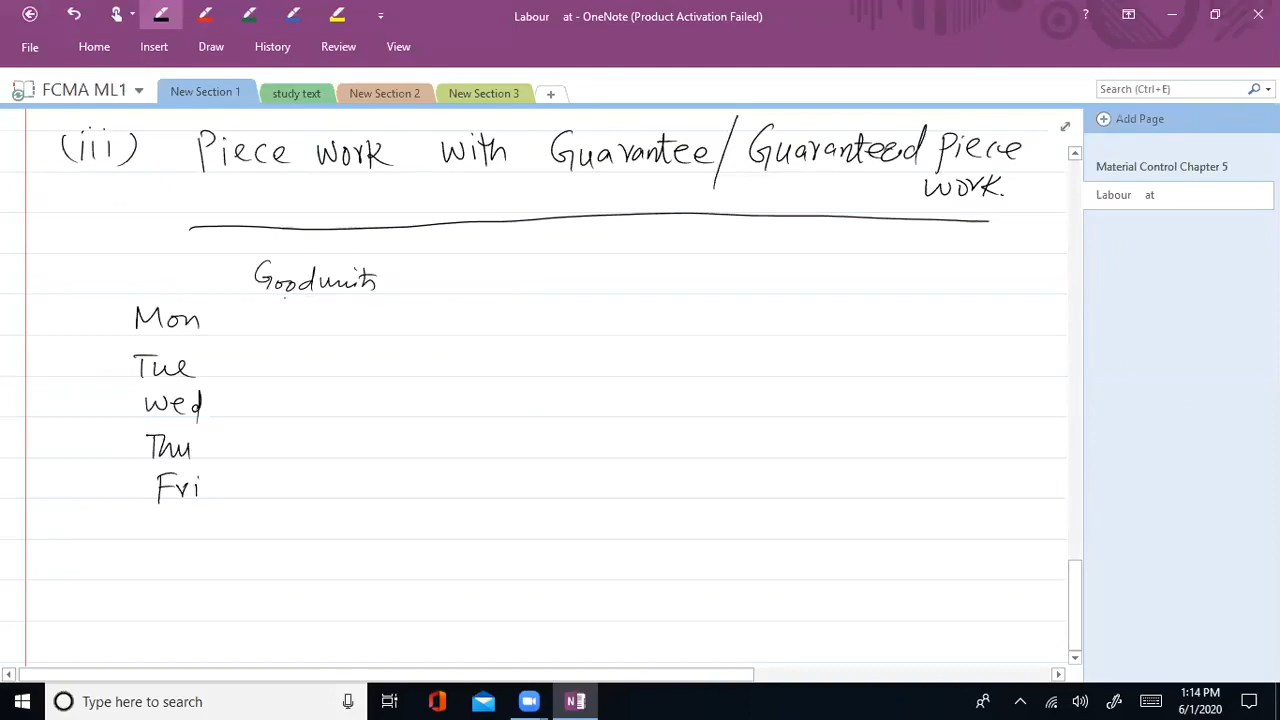 Labour    at - OneNote (Product Activation Failed)
?
File Home Insert Draw History Review View
FCMA ML1 New Section 1 study text New Section 2 New Section 3 +
Search (Ctrl+E)
Add Page
Material Control Chapter 5
Labour    at
(iii) Piece work with Guarantee/Guaranteed piece
work.
Goodunits
Mon
Tue
Wed
Thu
Fri
Type here to search
1:14 PM
6/1/2020